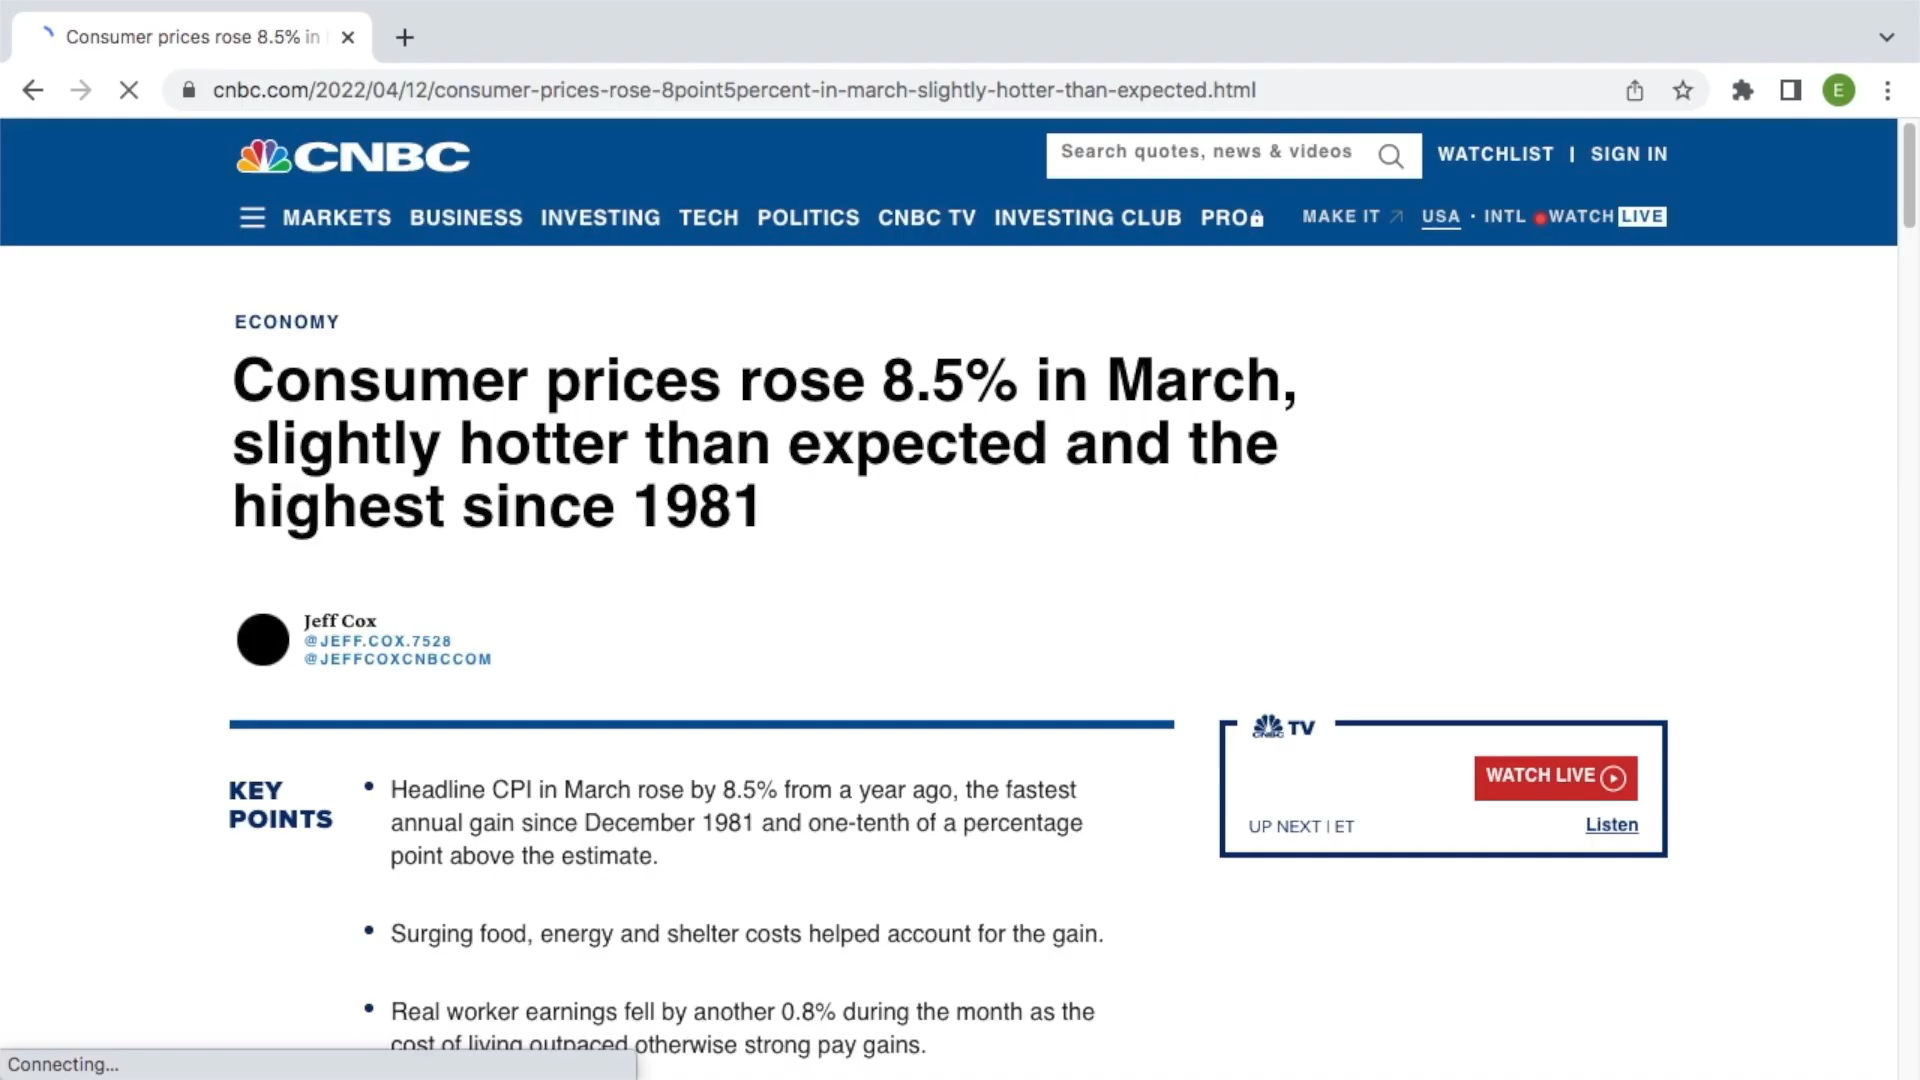 Consumer prices rose 8.5% in
cnbc.com/2022/04/12/consumer-prices-rose-8point5percent-in-march-slightly-hotter-than-expected.html
E
CNBC
Search quotes, news & videos
WATCHLIST | SIGN IN
MARKETS BUSINESS INVESTING TECH POLITICS CNBC TV INVESTING CLUB PRO MAKE IT USA · INTL WATCH LIVE
ECONOMY
Consumer prices rose 8.5% in March,
slightly hotter than expected and the
highest since 1981
Jeff Cox
@JEFF.COX.7528
@JEFFCOXCNBCCOM
CNBC TV
WATCH LIVE
UP NEXT | ET
Listen
KEY
POINTS
• Headline CPI in March rose by 8.5% from a year ago, the fastest
annual gain since December 1981 and one-tenth of a percentage
point above the estimate.
• Surging food, energy and shelter costs helped account for the gain.
• Real worker earnings fell by another 0.8% during the month as the
cost of living outpaced otherwise strong pay gains.
Connecting...